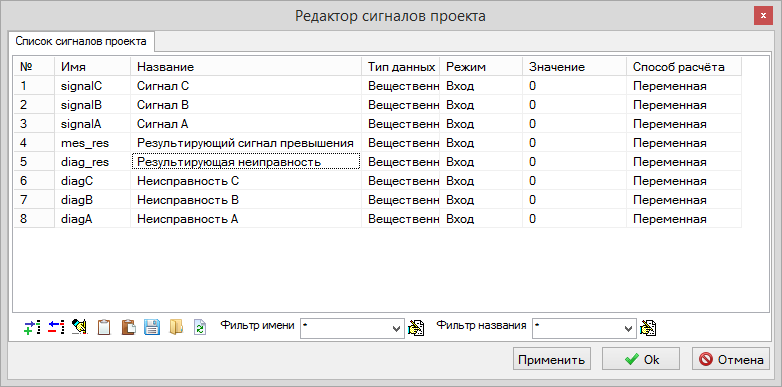 Редактор сигналов проекта
x
Список сигналов проекта
№ Имя Название Тип данных Режим Значение Способ расчёта
1 signalC Сигнал C Вещественн Вход 0 Переменная
2 signalB Сигнал B Вещественн Вход 0 Переменная
3 signalA Сигнал A Вещественн Вход 0 Переменная
4 mes_res Результирующий сигнал превышения Вещественн Вход 0 Переменная
5 diag_res Результирующая неиправность Вещественн Вход 0 Переменная
6 diagC Неисправность C Вещественн Вход 0 Переменная
7 diagB Неисправность B Вещественн Вход 0 Переменная
8 diagA Неисправность A Вещественн Вход 0 Переменная
Фильтр имени * Фильтр названия *
Применить Ok Отмена